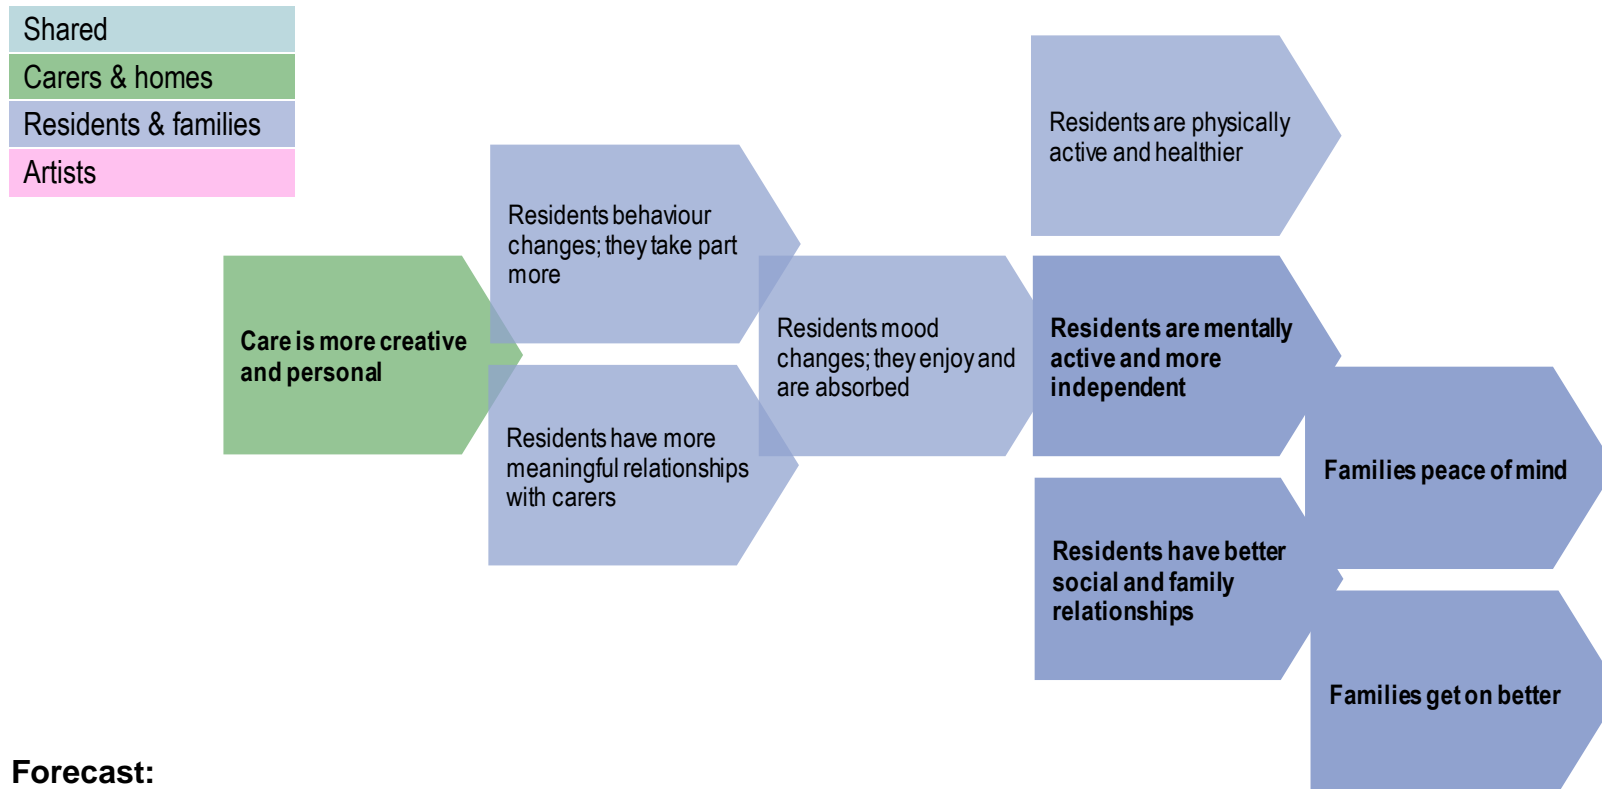 Shared
Carers & homes
Residents & families
Artists
Residents are physically
active and healthier
Residents behaviour
changes; they take part
more
Care is more creative
and personal
Residents mood
changes; they enjoy and
are absorbed
Residents are mentally
active and more
independent
Residents have more
meaningful relationships
with carers
Families peace of mind
Residents have better
social and family
relationships
Families get on better
Forecast: